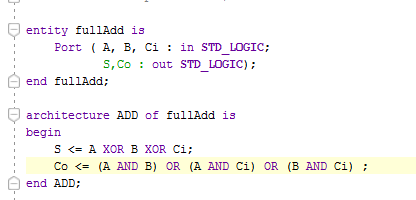 entity fullAdd is
Port ( A, B, Ci : in STD_LOGIC;
S,Co : out STD_LOGIC);
end fullAdd;
architecture ADD of fullAdd is
begin
S <= A XOR B XOR Ci;
Co <= (A AND B) OR (A AND Ci) OR (B AND Ci) ;
end ADD;